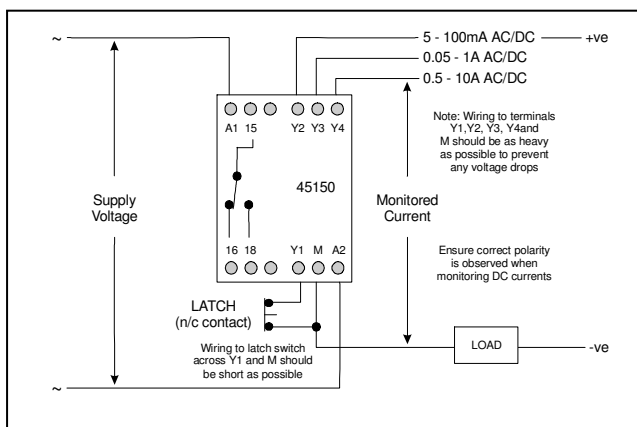 ~
5 - 100mA AC/DC
+ve
0.05 - 1A AC/DC
0.5 - 10A AC/DC
A1 15 Y2 Y3 Y4
Note: Wiring to terminals
Y1,Y2, Y3, Y4and
M should be as heavy
as possible to prevent
any voltage drops
45150
Supply
Voltage
Monitored
Current
16 18 Y1 M A2
Ensure correct polarity
is observed when
monitoring DC currents
LATCH
(n/c contact)
Wiring to latch switch
across Y1 and M should
be short as possible
LOAD
-ve
~